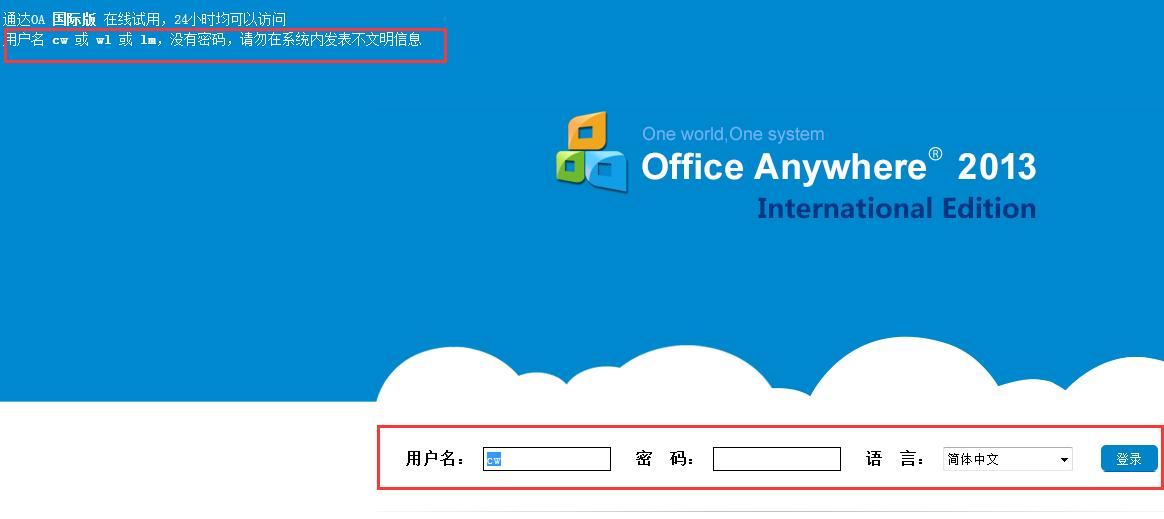 通达OA 国际版 在线试用，24小时均可以访问
用户名 cw 或 wl 或 lm，没有密码，请勿在系统内发表不文明信息
One world,One system
Office Anywhere® 2013
International Edition
用户名： cw 密 码： 语 言： 简体中文 登录